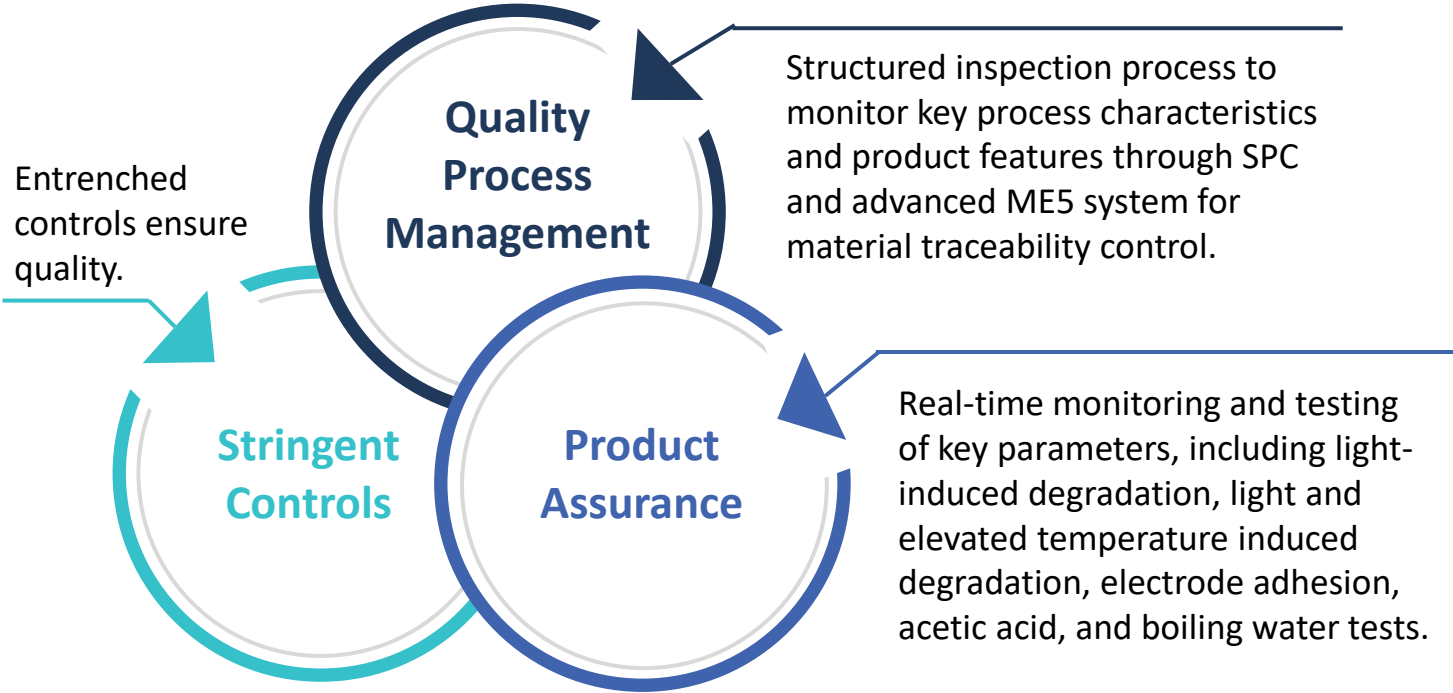 Quality
Process
Management
Structured inspection process to
monitor key process characteristics
and product features through SPC
and advanced ME5 system for
material traceability control.
Entrenched
controls ensure
quality.
Stringent
Controls
Product
Assurance
Real-time monitoring and testing
of key parameters, including light-
induced degradation, light and
elevated temperature induced
degradation, electrode adhesion,
acetic acid, and boiling water tests.